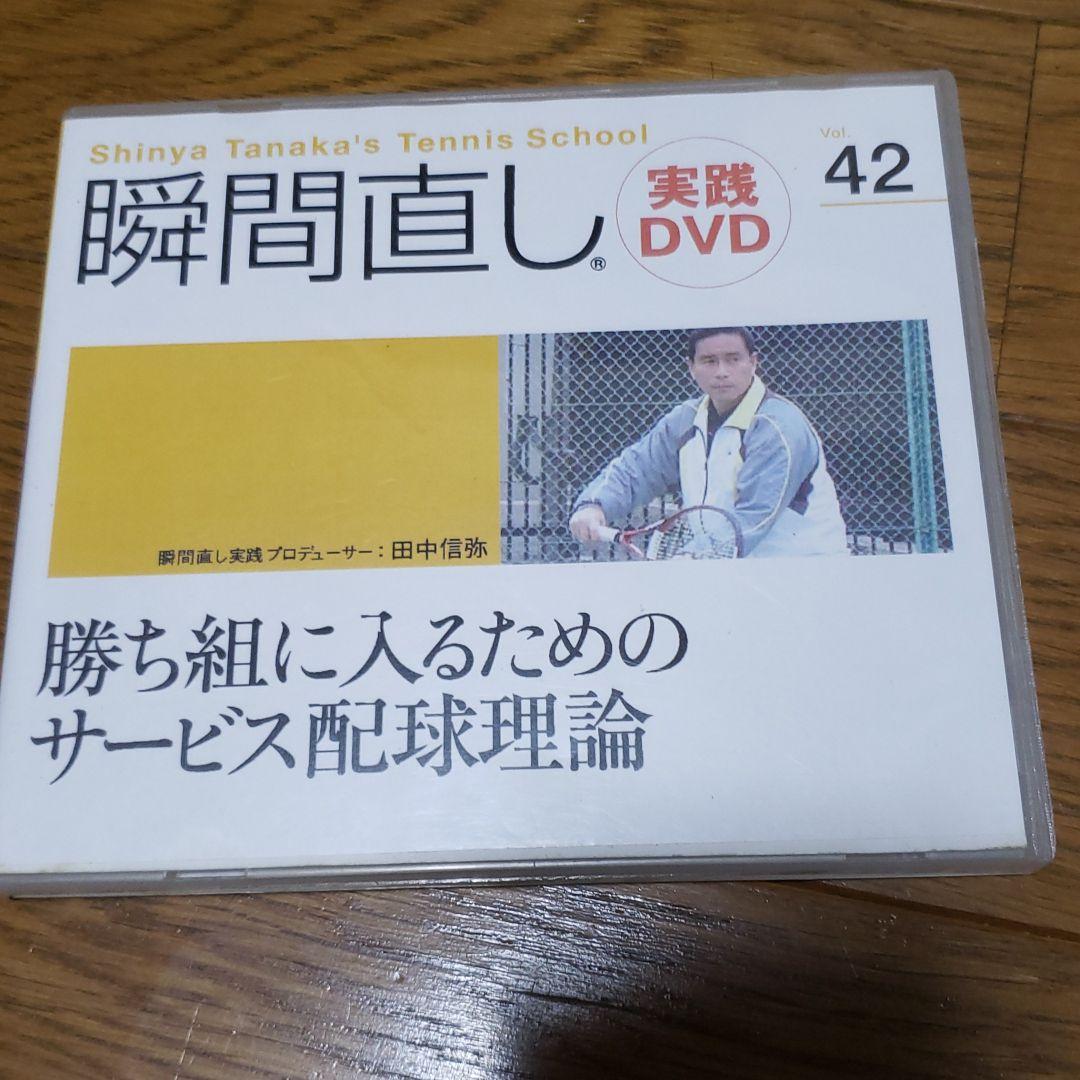 Shinya Tanaka's Tennis School
瞬間直し®
実践
DVD
Vol.
42
瞬間直し実践プロデューサー：田中信弥
勝ち組に入るための
サービス配球理論